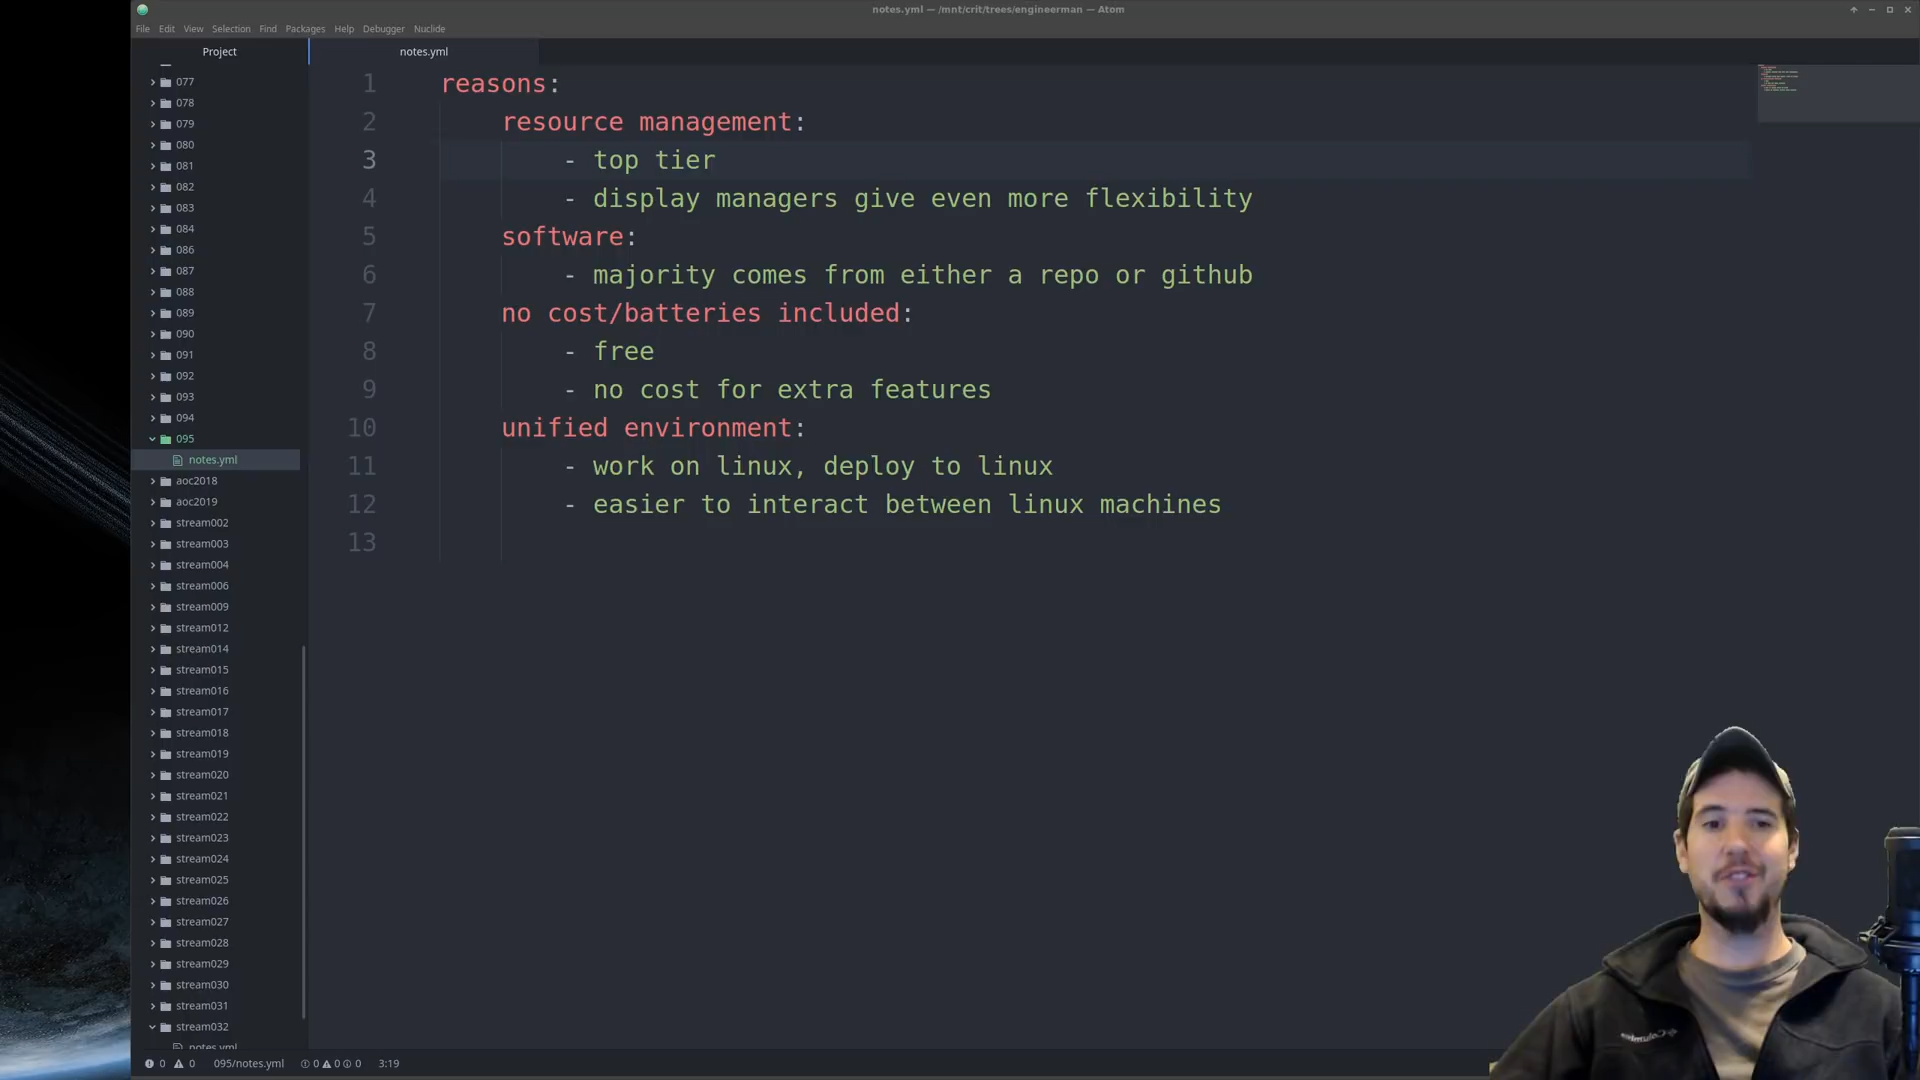 notes.yml — /mnt/crit/trees/engineerman — Atom
File Edit View Selection Find Packages Help Debugger Nuclide
Project
notes.yml
077
078
079
080
081
082
083
084
086
087
088
089
090
091
092
093
094
095
notes.yml
aoc2018
aoc2019
stream002
stream003
stream004
stream006
stream009
stream012
stream014
stream015
stream016
stream017
stream018
stream019
stream020
stream021
stream022
stream023
stream024
stream025
stream026
stream027
stream028
stream029
stream030
stream031
stream032
notes.yml
1 reasons:
2 resource management:
3 - top tier
4 - display managers give even more flexibility
5 software:
6 - majority comes from either a repo or github
7 no cost/batteries included:
8 - free
9 - no cost for extra features
10 unified environment:
11 - work on linux, deploy to linux
12 - easier to interact between linux machines
13
0 0 095/notes.yml 0 0 0 3:19
Columbia